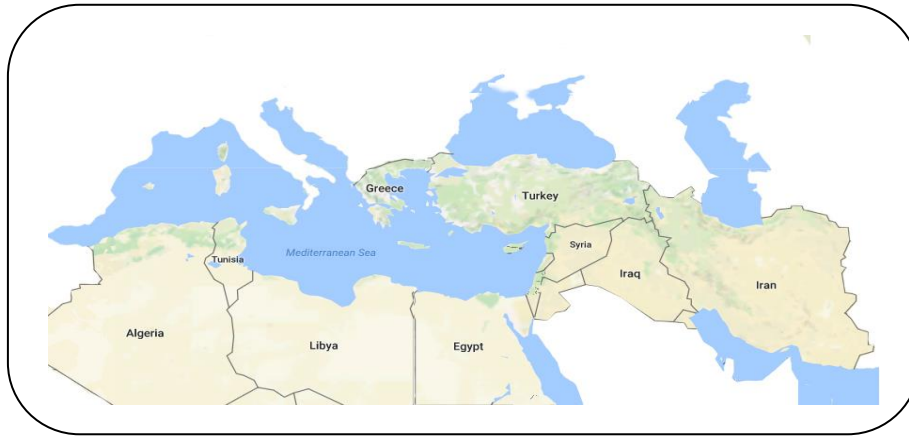 Greece
Turkey
Mediterranean Sea
Syria
Tunisia
Iraq
Iran
Algeria
Libya
Egypt